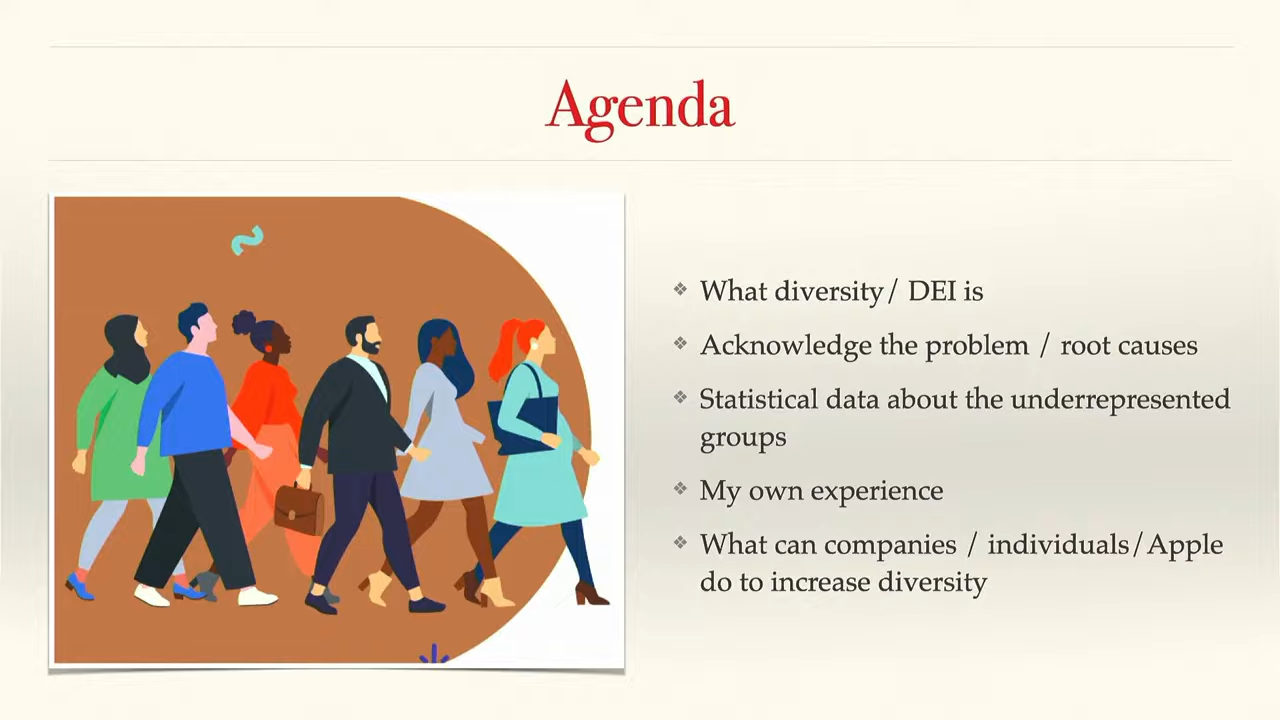 Agenda
❖ What diversity/ DEI is
❖ Acknowledge the problem / root causes
❖ Statistical data about the underrepresented
groups
❖ My own experience
❖ What can companies / individuals/Apple
do to increase diversity